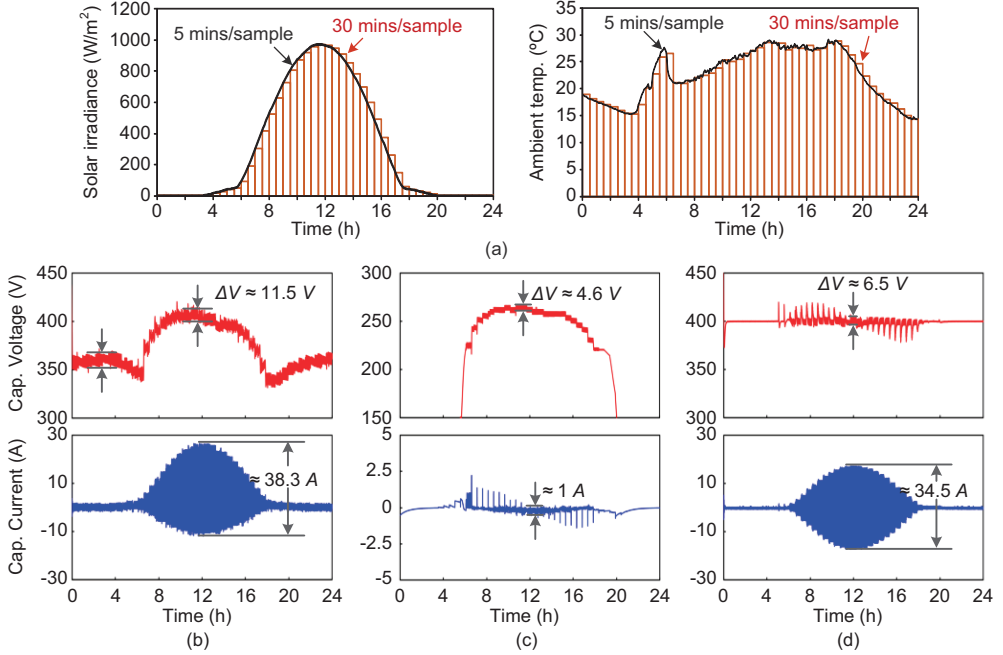 (a)
Solar irradiance (W/m²)
1200
1000
800
600
400
200
0
5 mins/sample
30 mins/sample
0 4 8 12 16 20 24
Time (h)
Ambient temp. (ºC)
35
30
25
20
15
10
5
0
5 mins/sample
30 mins/sample
0 4 8 12 16 20 24
Time (h)
(a)
Cap. Voltage (V)
450
400
350
300
ΔV ≈ 11.5 V
300
250
200
150
ΔV ≈ 4.6 V
450
400
350
300
ΔV ≈ 6.5 V
Cap. Current (A)
30
10
-10
-30
≈ 38.3 A
0 4 8 12 16 20 24
Time (h)
(b)
5
2.5
0
-2.5
-5
≈ 1 A
0 4 8 12 16 20 24
Time (h)
(c)
30
10
-10
-30
≈ 34.5 A
0 4 8 12 16 20 24
Time (h)
(d)